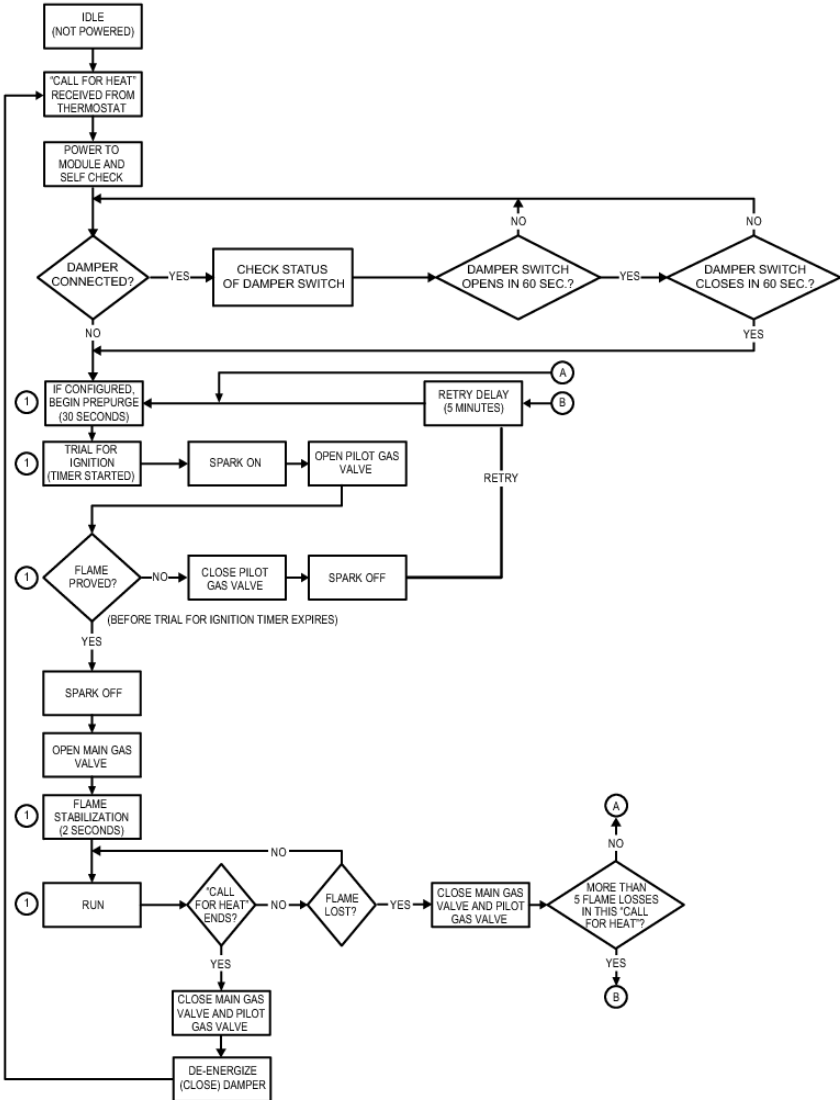 IDLE
(NOT POWERED)
"CALL FOR HEAT"
RECEIVED FROM
THERMOSTAT
POWER TO
MODULE AND
SELF CHECK
NO
NO
DAMPER
CONNECTED?
YES
CHECK STATUS
OF DAMPER SWITCH
DAMPER SWITCH
OPENS IN 60 SEC.?
YES
DAMPER SWITCH
CLOSES IN 60 SEC.?
NO
YES
A
1
IF CONFIGURED,
BEGIN PREPURGE
(30 SECONDS)
RETRY DELAY
(5 MINUTES)
B
1
TRIAL FOR
IGNITION
(TIMER STARTED)
SPARK ON
OPEN PILOT GAS
VALVE
RETRY
1
FLAME
PROVED?
NO
CLOSE PILOT
GAS VALVE
SPARK OFF
(BEFORE TRIAL FOR IGNITION TIMER EXPIRES)
YES
SPARK OFF
OPEN MAIN GAS
VALVE
1
FLAME
STABILIZATION
(2 SECONDS)
A
NO
NO
1
RUN
"CALL
FOR HEAT"
ENDS?
NO
FLAME
LOST?
YES
CLOSE MAIN GAS
VALVE AND PILOT
GAS VALVE
MORE THAN
5 FLAME LOSSES
IN THIS "CALL
FOR HEAT"?
YES
YES
B
CLOSE MAIN GAS
VALVE AND PILOT
GAS VALVE
DE-ENERGIZE
(CLOSE) DAMPER